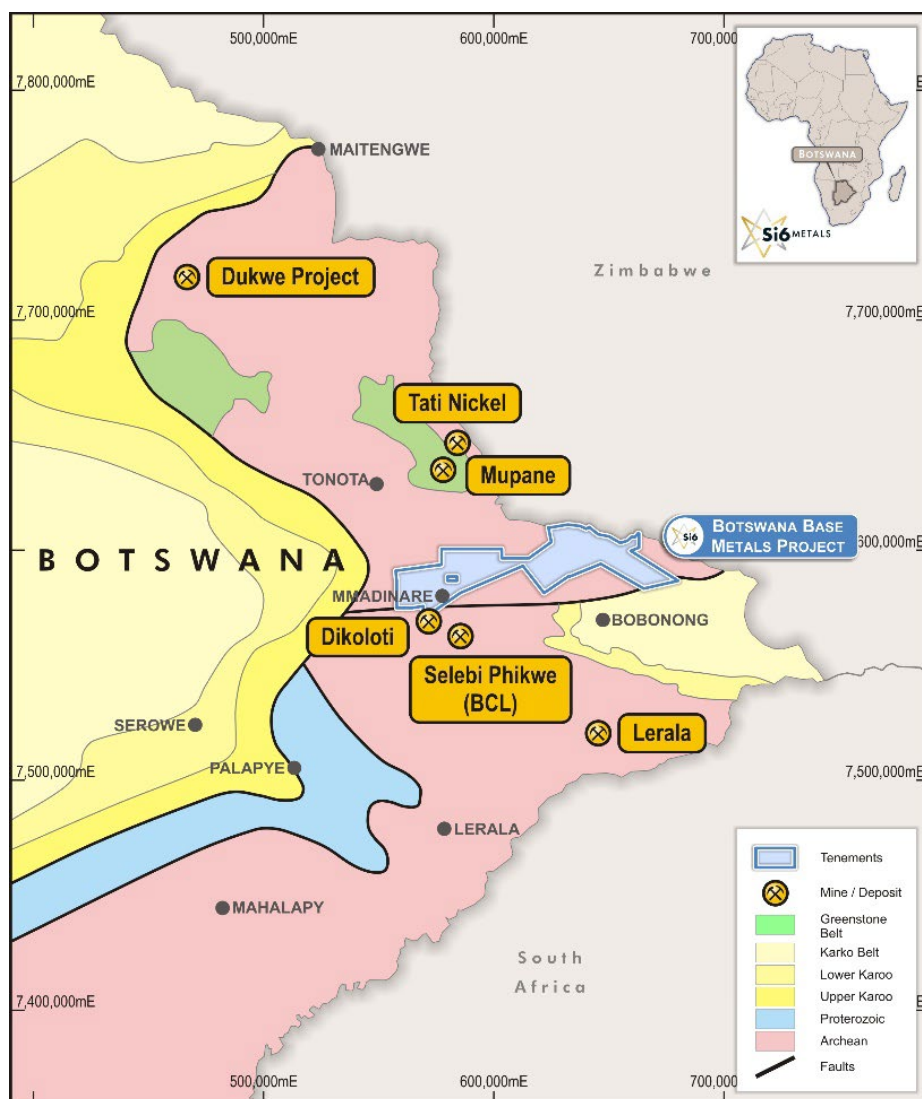 500,000mE
600,000mE
700,000mE
7,800,000mE
MAITENGWE
BOTSWANA
Si6 METALS
Dukwe Project
Zimbabwe
7,700,000mE
7,700,000mE
Tati Nickel
Mupane
TONOTA
Si6
BOTSWANA BASE
METALS PROJECT
600,000mE
BOTSWANA
MMADINARE
BOBONONG
Dikoloti
Selebi Phikwe
(BCL)
Lerala
SEROWE
PALAPYE
7,500,000mE
7,500,000mE
LERALA
MAHALAPY
South
Africa
7,400,000mE
Tenements
Mine / Deposit
Greenstone
Belt
Karko Belt
Lower Karoo
Upper Karoo
Proterozoic
Archean
Faults
500,000mE
600,000mE
700,000